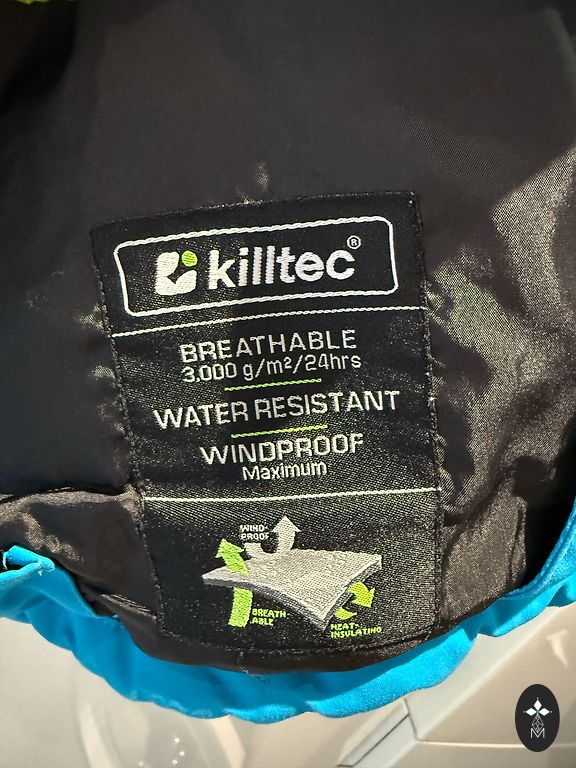 killtec®
BREATHABLE
3.000 g/m²/24hrs
WATER RESISTANT
WINDPROOF
Maximum
WIND-
PROOF
BREATH-
ABLE
HEAT-
INSULATING
M